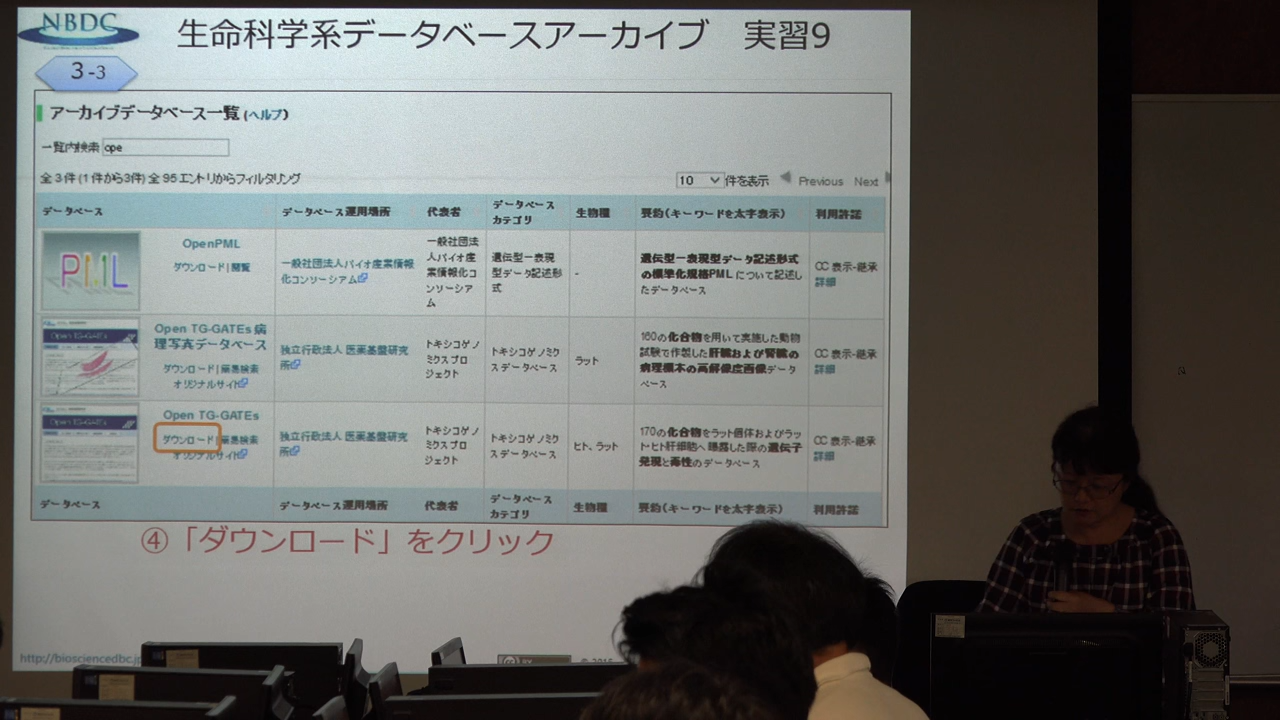 NBDC
生命科学系データベースアーカイブ 実習9
3-3
アーカイブデータベース一覧 (ヘルプ)
一覧内検索 ope
全 3 件 (1 件から3件) 全 95 エントリからフィルタリング
10 件を表示 Previous Next
データベース データベース運用場所 代表者 データベースカテゴリ 生物種 要約(キーワードを太字表示) 利用許諾
PML
OpenPML
ダウンロード | 閲覧
一般社団法人バイオ産業情報
化コンソーシアム
一般社団法
人バイオ産
業情報化コ
ンソーシア
ム
遺伝型ー表現
型データ記述形
式
-
遺伝型ー表現型データ記述形式
の標準化規格PML について記述し
たデータベース
CC 表示-継承
詳細
Open TG-GATEs
Open TG-GATEs 病
理写真データベース
ダウンロード | 薬剤検索
オリジナルサイト
独立行政法人 医薬基盤研究
所
トキシコゲノ
ミクスプロ
ジェクト
トキシコゲノミク
スデータベース
ラット
160の化合物を用いて実施した動物
試験で作製した肝臓および腎臓の
病理標本の高解像度画像データ
ベース
CC 表示-継承
詳細
Open TG-GATEs
Open TG-GATEs
ダウンロード | 薬剤検索
オリジナルサイト
独立行政法人 医薬基盤研究
所
トキシコゲノ
ミクスプロ
ジェクト
トキシコゲノミク
スデータベース
ヒト、ラット
170の化合物をラット個体およびラッ
ト・ヒト肝細胞へ曝露した際の遺伝子
発現と毒性のデータベース
CC 表示-継承
詳細
データベース データベース運用場所 代表者 データベースカテゴリ 生物種 要約(キーワードを太字表示) 利用許諾
④「ダウンロード」をクリック
http://biosciencedbc.j